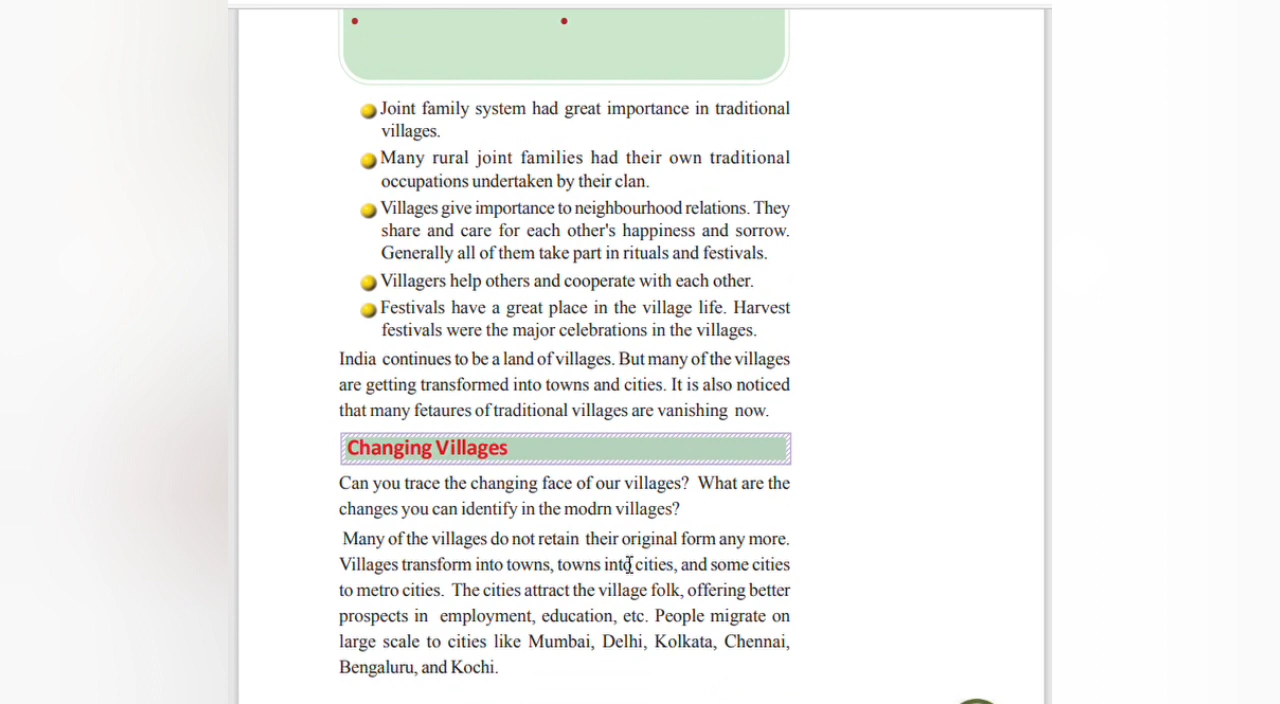 Joint family system had great importance in traditional
villages.
Many rural joint families had their own traditional
occupations undertaken by their clan.
Villages give importance to neighbourhood relations. They
share and care for each other's happiness and sorrow.
Generally all of them take part in rituals and festivals.
Villagers help others and cooperate with each other.
Festivals have a great place in the village life. Harvest
festivals were the major celebrations in the villages.
India continues to be a land of villages. But many of the villages
are getting transformed into towns and cities. It is also noticed
that many fetaures of traditional villages are vanishing now.
Changing Villages
Can you trace the changing face of our villages? What are the
changes you can identify in the modrn villages?
Many of the villages do not retain their original form any more.
Villages transform into towns, towns into cities, and some cities
to metro cities. The cities attract the village folk, offering better
prospects in employment, education, etc. People migrate on
large scale to cities like Mumbai, Delhi, Kolkata, Chennai,
Bengaluru, and Kochi.